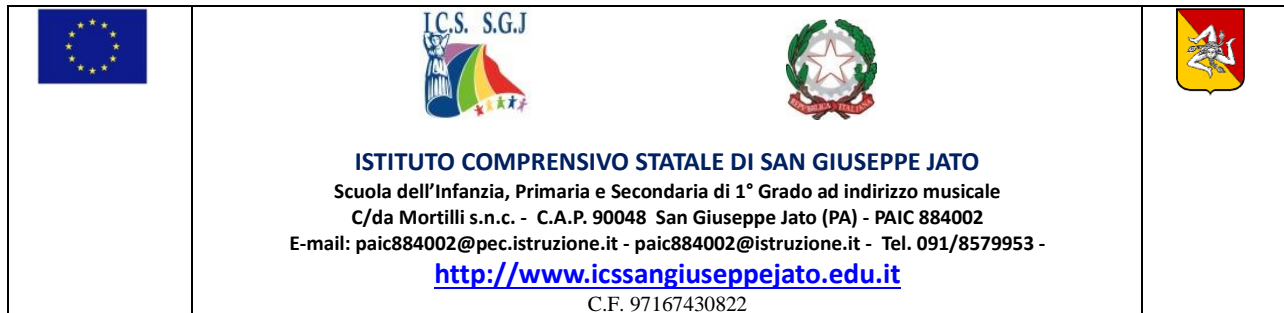 I.C.S. S.G.J
REPVBBLICA ITALIANA
ISTITUTO COMPRENSIVO STATALE DI SAN GIUSEPPE JATO
Scuola dell’Infanzia, Primaria e Secondaria di 1° Grado ad indirizzo musicale
C/da Mortilli s.n.c. - C.A.P. 90048 San Giuseppe Jato (PA) - PAIC 884002
E-mail: paic884002@pec.istruzione.it - paic884002@istruzione.it - Tel. 091/8579953 -
http://www.icssangiuseppejato.edu.it
C.F. 97167430822